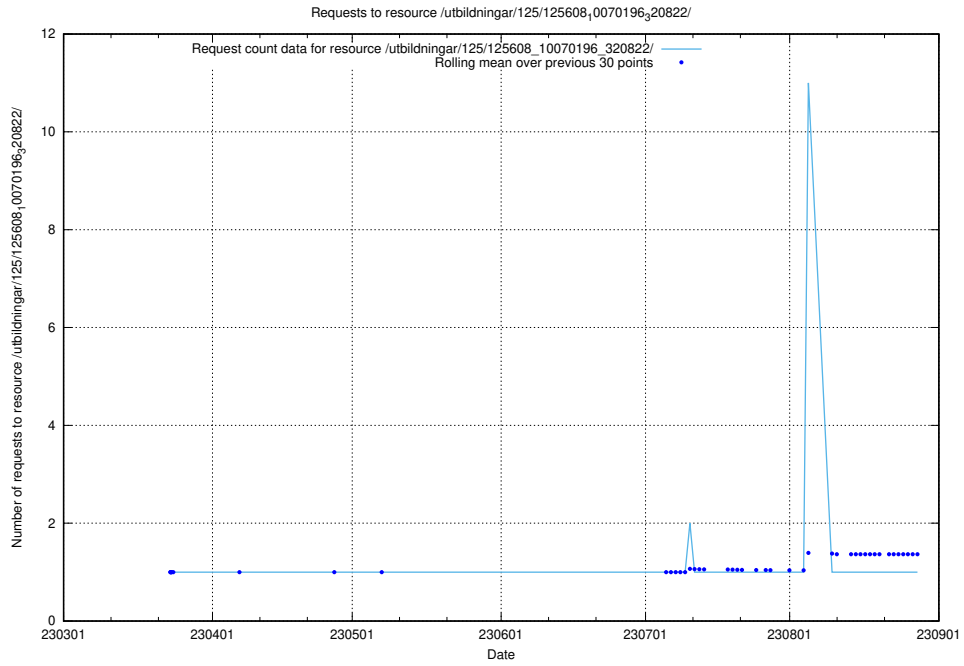 Requests to resource /utbildningar/125/125608₁0070196₃20822/
Request count data for resource /utbildningar/125/125608_10070196_320822/
Rolling mean over previous 30 points
Number of requests to resource /utbildningar/125/125608₁0070196₃20822/
12
10
8
6
4
2
0
230301 230401 230501 230601 230701 230801 230901
Date